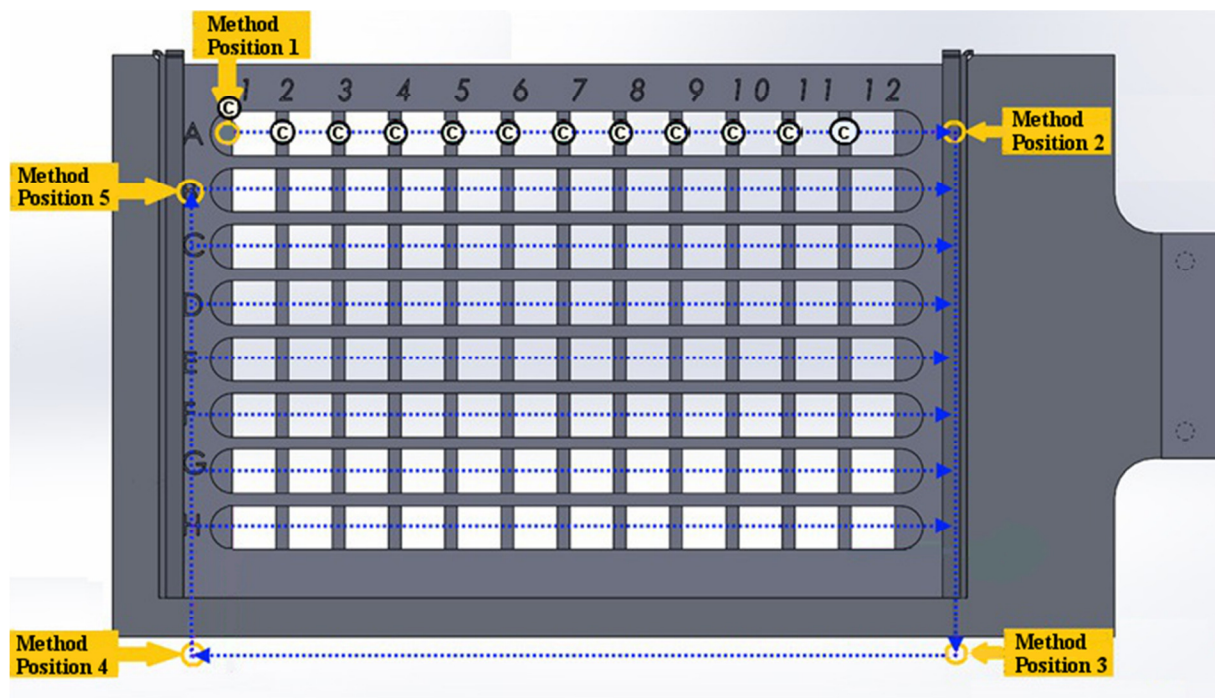 Method
Position 1
1 2 3 4 5 6 7 8 9 10 11 12
C
A C C C C C C C C C C C
Method
Position 2
Method
Position 5
C
D
E
F
G
H
Method
Position 4
Method
Position 3